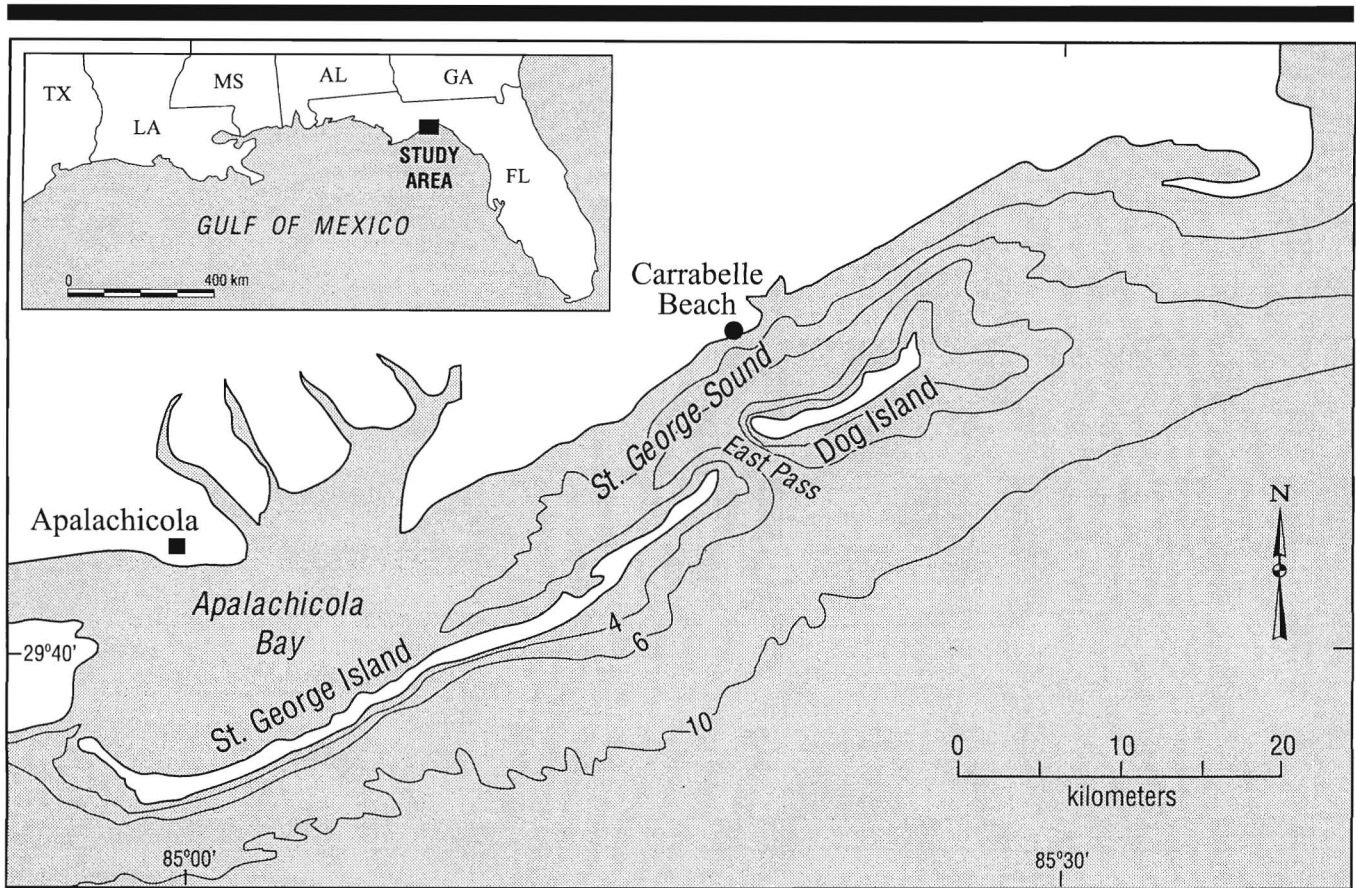 TX
LA
MS
AL
GA
STUDY
AREA
FL
GULF OF MEXICO
0 400 km
Carrabelle
Beach
St. George Sound
Dog Island
East Pass
Apalachicola
Apalachicola
Bay
St. George Island
4
6
10
N
29°40'
0 10 20
kilometers
85°00'
85°30'